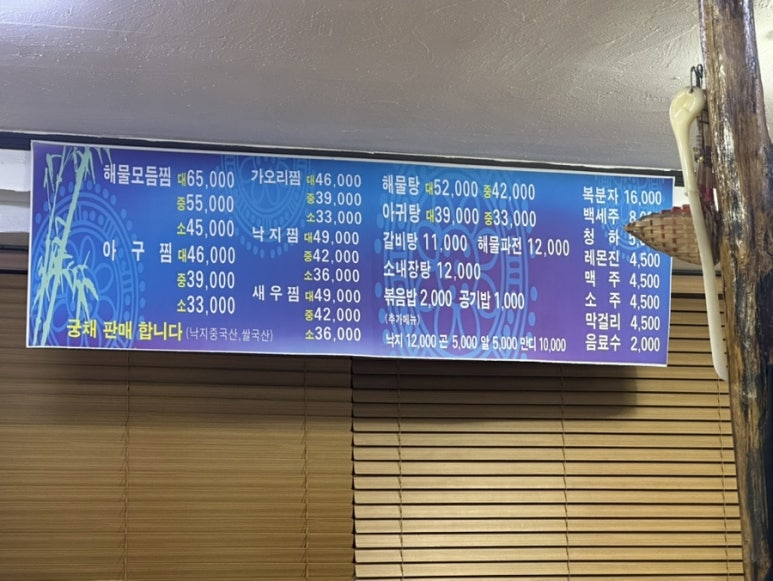 해물모듬찜 대65,000
중55,000
소45,000
아 구 찜 대46,000
중39,000
소33,000
궁채 판매 합니다 (낙지중국산,쌀국산)
가오리찜 대46,000
중39,000
소33,000
낙 지 찜 대49,000
중42,000
소36,000
새 우 찜 대49,000
중42,000
소36,000
해물탕 대52,000 중42,000
아귀탕 대39,000 중33,000
갈비탕 11,000 해물파전 12,000
소내장탕 12,000
볶음밥 2,000 공기밥 1,000
(추가메뉴)
낙지 12,000 곤 5,000 알 5,000 만디 10,000
복분자 16,000
백세주
청 하
레몬진 4,500
맥 주 4,500
소 주 4,500
막걸리 4,500
음료수 2,000